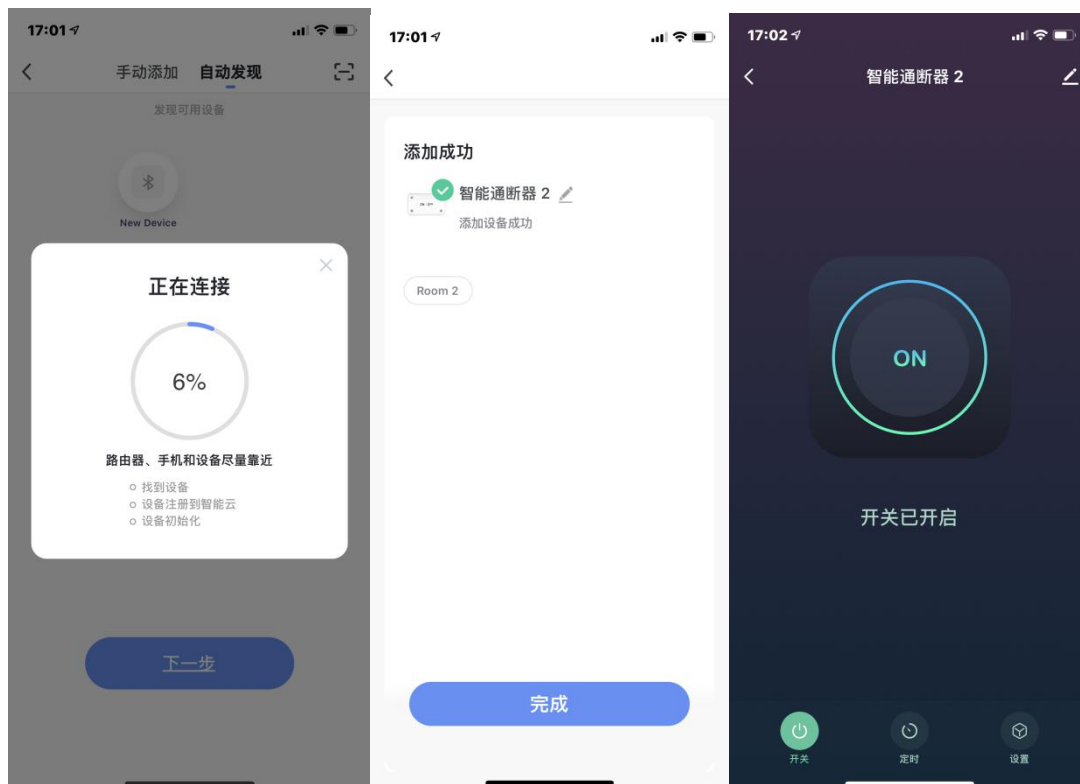 17:01
手动添加 自动发现
发现可用设备
New Device
正在连接
6%
路由器、手机和设备尽量靠近
找到设备
设备注册到智能云
设备初始化
下一步
17:01
添加成功
智能通断器 2
添加设备成功
Room 2
完成
17:02
智能通断器 2
ON
开关已开启
开关 定时 设置